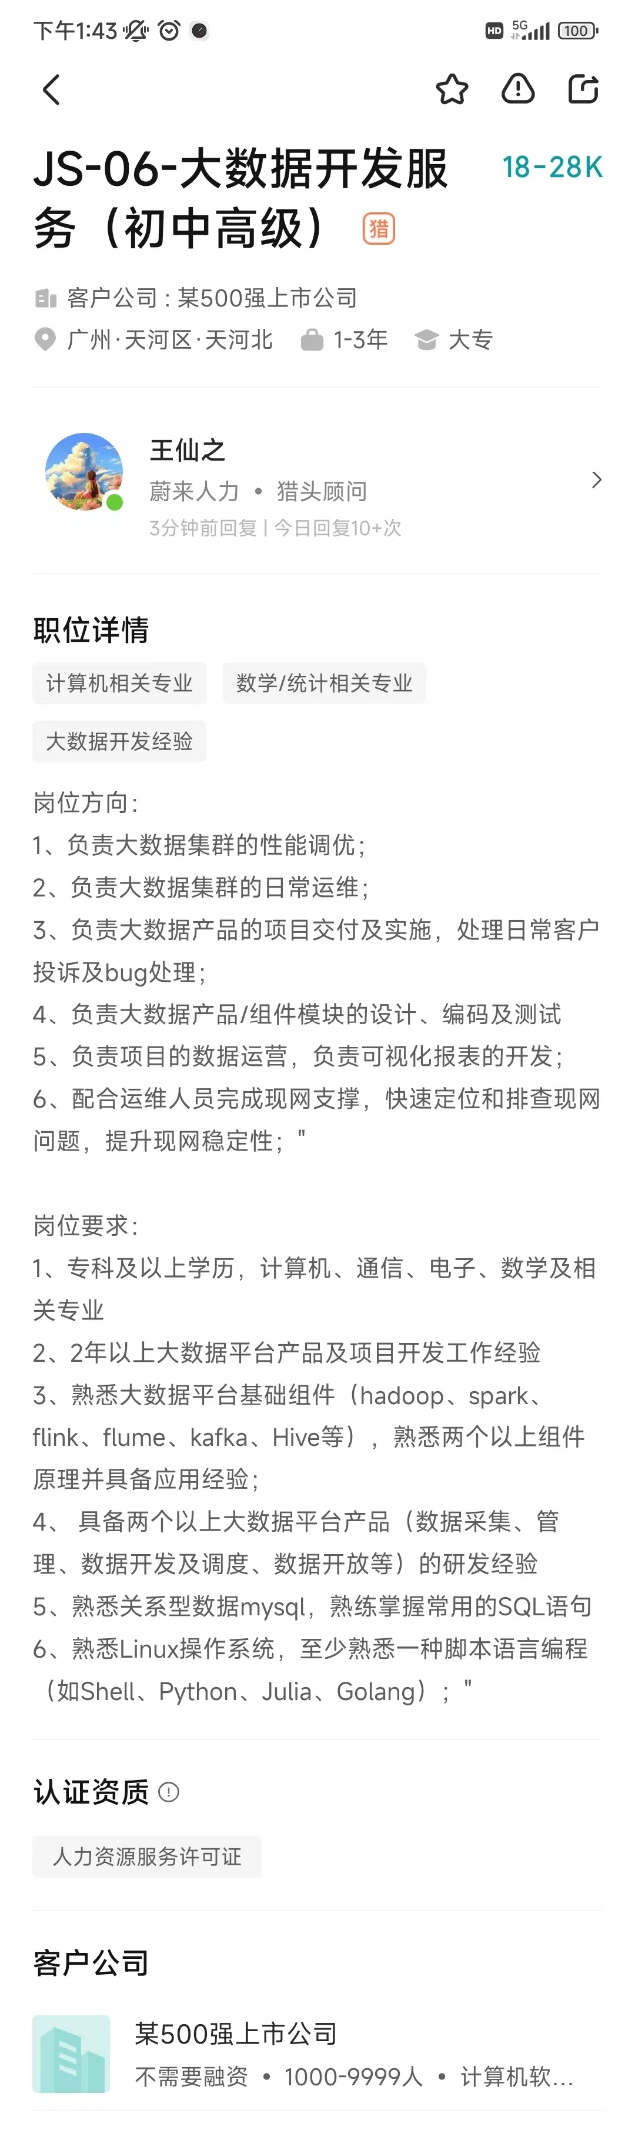 下午1:43
HD 5G 100
JS-06-大数据开发服
务（初中高级） 猎
18-28K
客户公司：某500强上市公司
广州·天河区·天河北 1-3年 大专
王仙之
蔚来人力 • 猎头顾问
3分钟前回复 | 今日回复10+次
职位详情
计算机相关专业 数学/统计相关专业
大数据开发经验
岗位方向：
1、负责大数据集群的性能调优；
2、负责大数据集群的日常运维；
3、负责大数据产品的项目交付及实施，处理日常客户
投诉及bug处理；
4、负责大数据产品/组件模块的设计、编码及测试
5、负责项目的数据运营，负责可视化报表的开发；
6、配合运维人员完成现网支撑，快速定位和排查现网
问题，提升现网稳定性；"
岗位要求：
1、专科及以上学历，计算机、通信、电子、数学及相
关专业
2、2年以上大数据平台产品及项目开发工作经验
3、熟悉大数据平台基础组件（hadoop、spark、
flink、flume、kafka、Hive等），熟悉两个以上组件
原理并具备应用经验；
4、 具备两个以上大数据平台产品（数据采集、管
理、数据开发及调度、数据开放等）的研发经验
5、熟悉关系型数据mysql，熟练掌握常用的SQL语句
6、熟悉Linux操作系统，至少熟悉一种脚本语言编程
（如Shell、Python、Julia、Golang）；"
认证资质
人力资源服务许可证
客户公司
某500强上市公司
不需要融资 • 1000-9999人 • 计算机软...